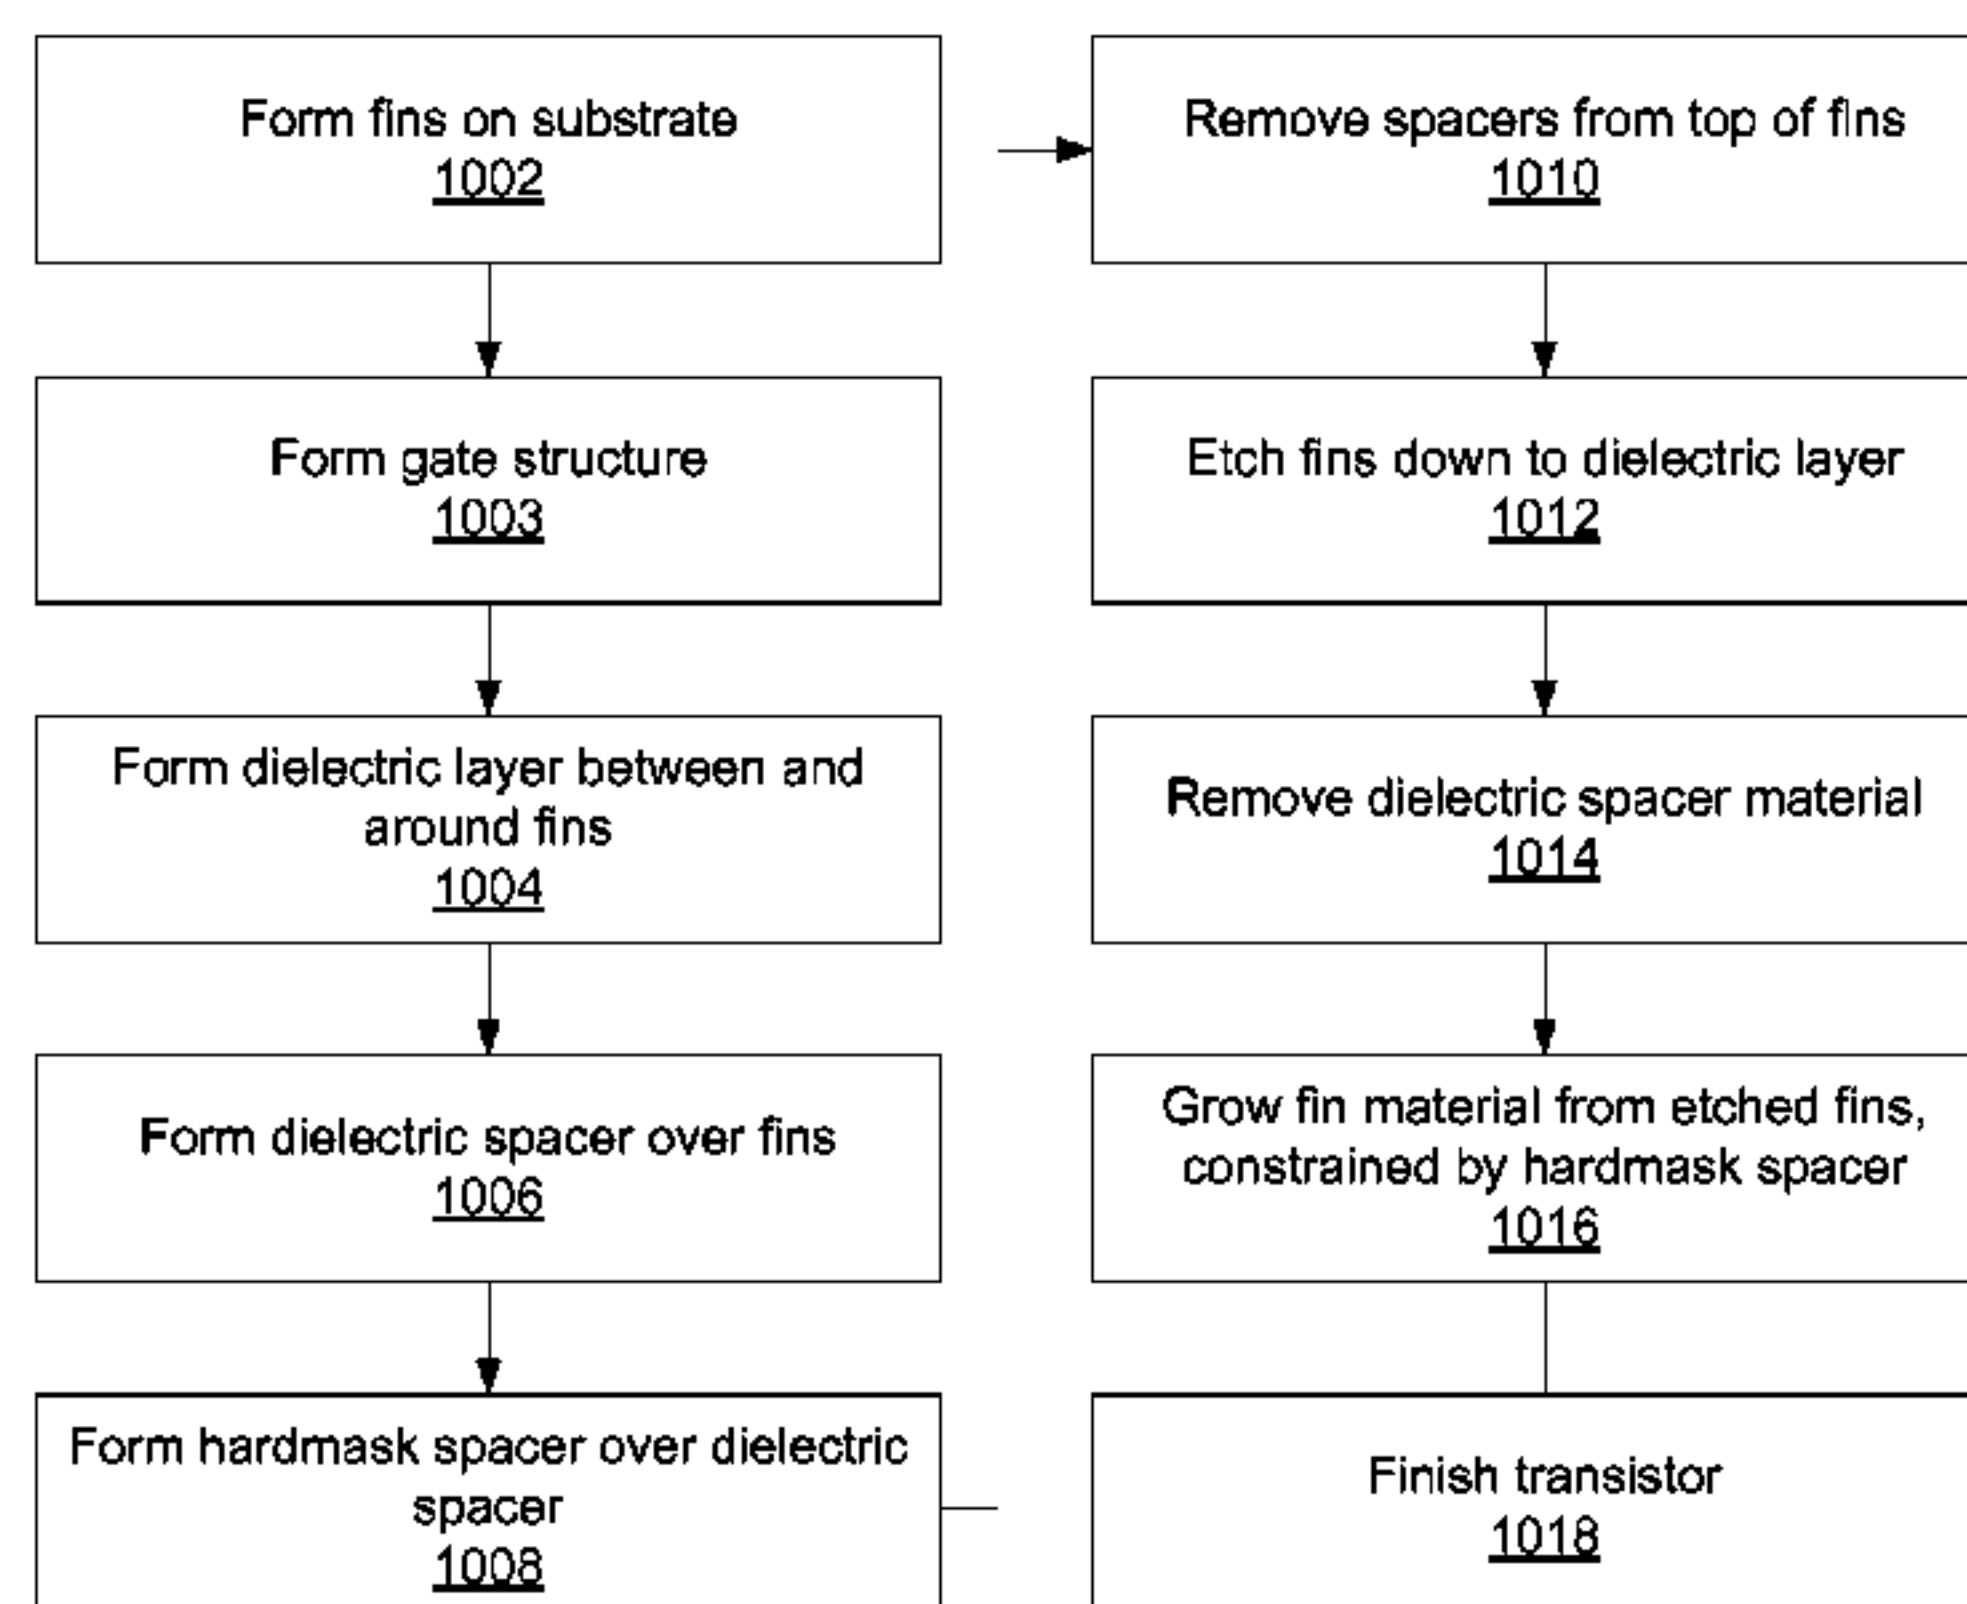 Form fins on substrate
1002
Form gate structure
1003
Form dielectric layer between and
around fins
1004
Form dielectric spacer over fins
1006
Form hardmask spacer over dielectric
spacer
1008
Remove spacers from top of fins
1010
Etch fins down to dielectric layer
1012
Remove dielectric spacer material
1014
Grow fin material from etched fins,
constrained by hardmask spacer
1016
Finish transistor
1018